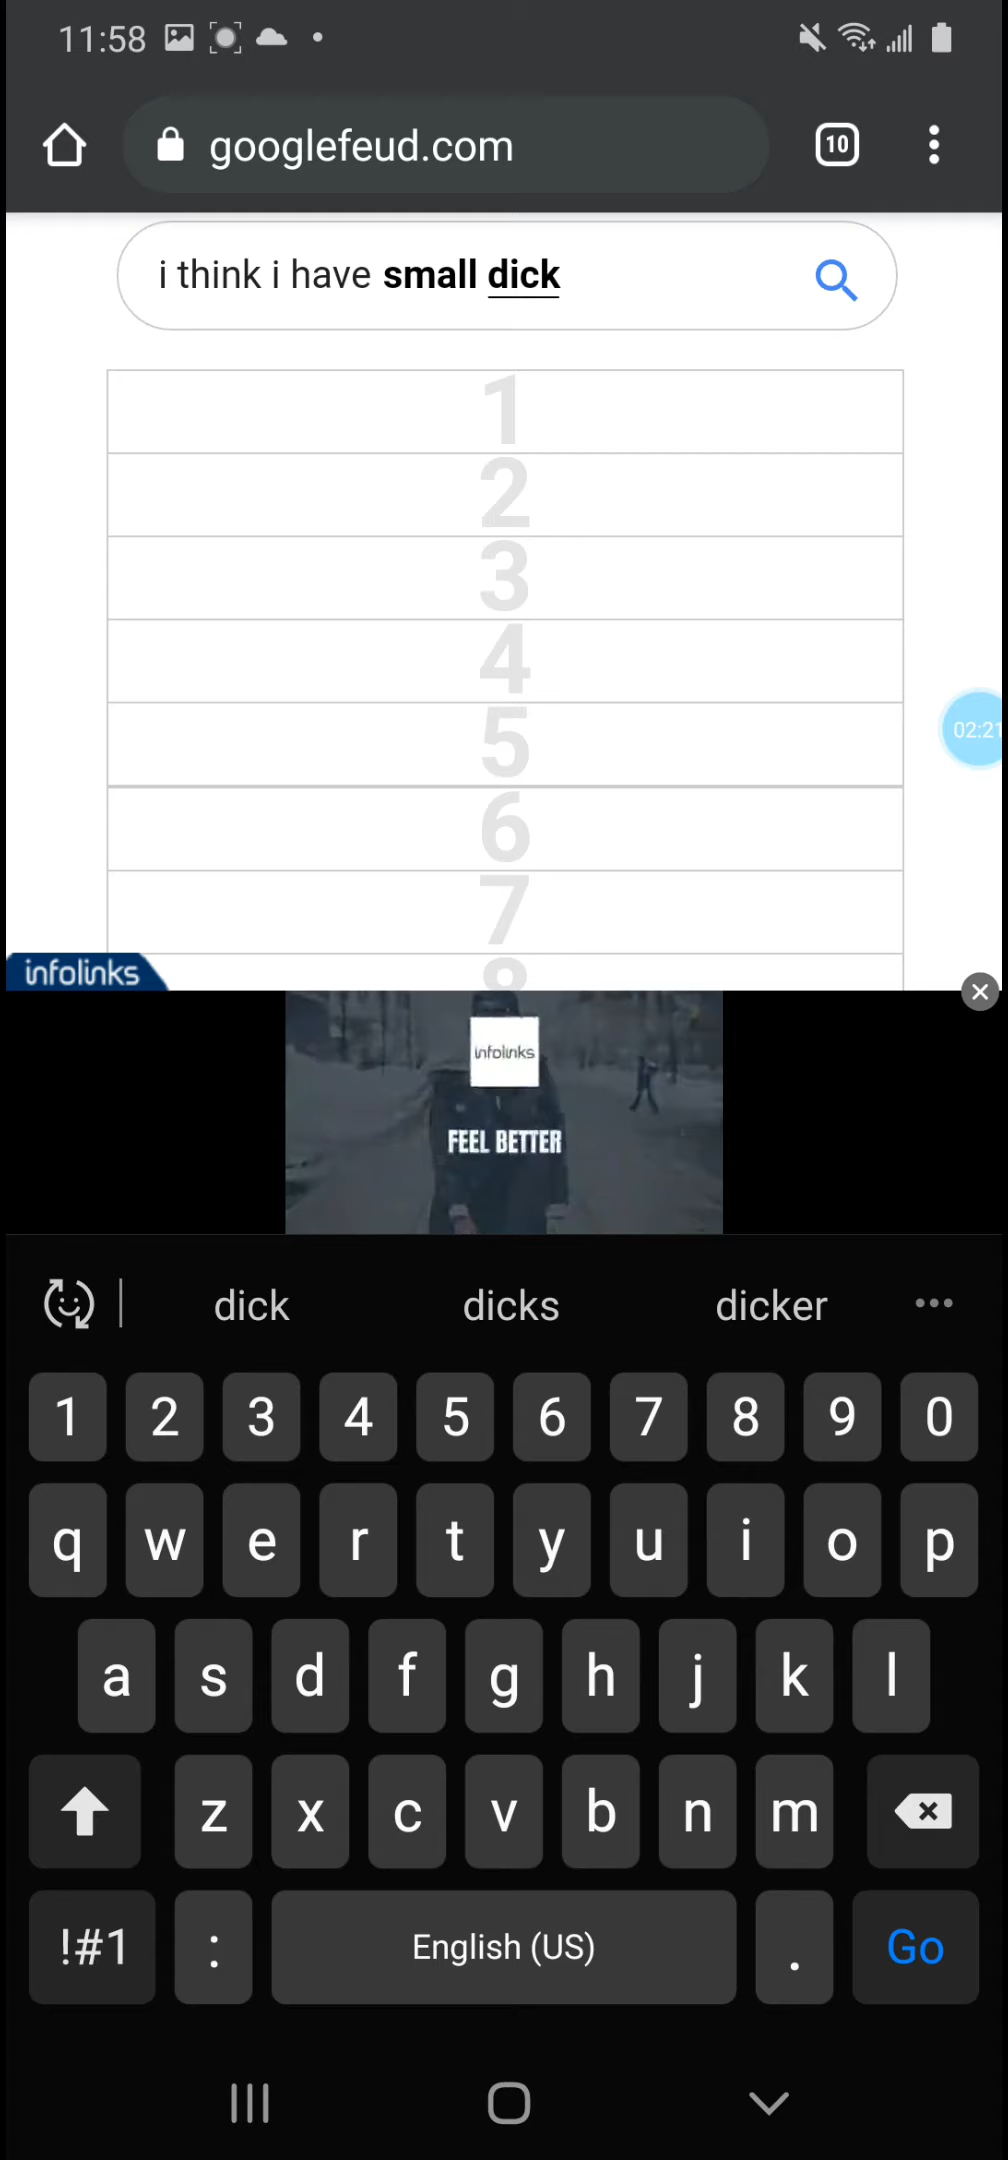 11:58
googlefeud.com
10
i think i have small dick
1
2
3
4
5
02:21
6
7
8
infolinks
infolinks
FEEL BETTER
dick dicks dicker
1 2 3 4 5 6 7 8 9 0
q w e r t y u i o p
a s d f g h j k l
z x c v b n m
!#1 : English (US) . Go